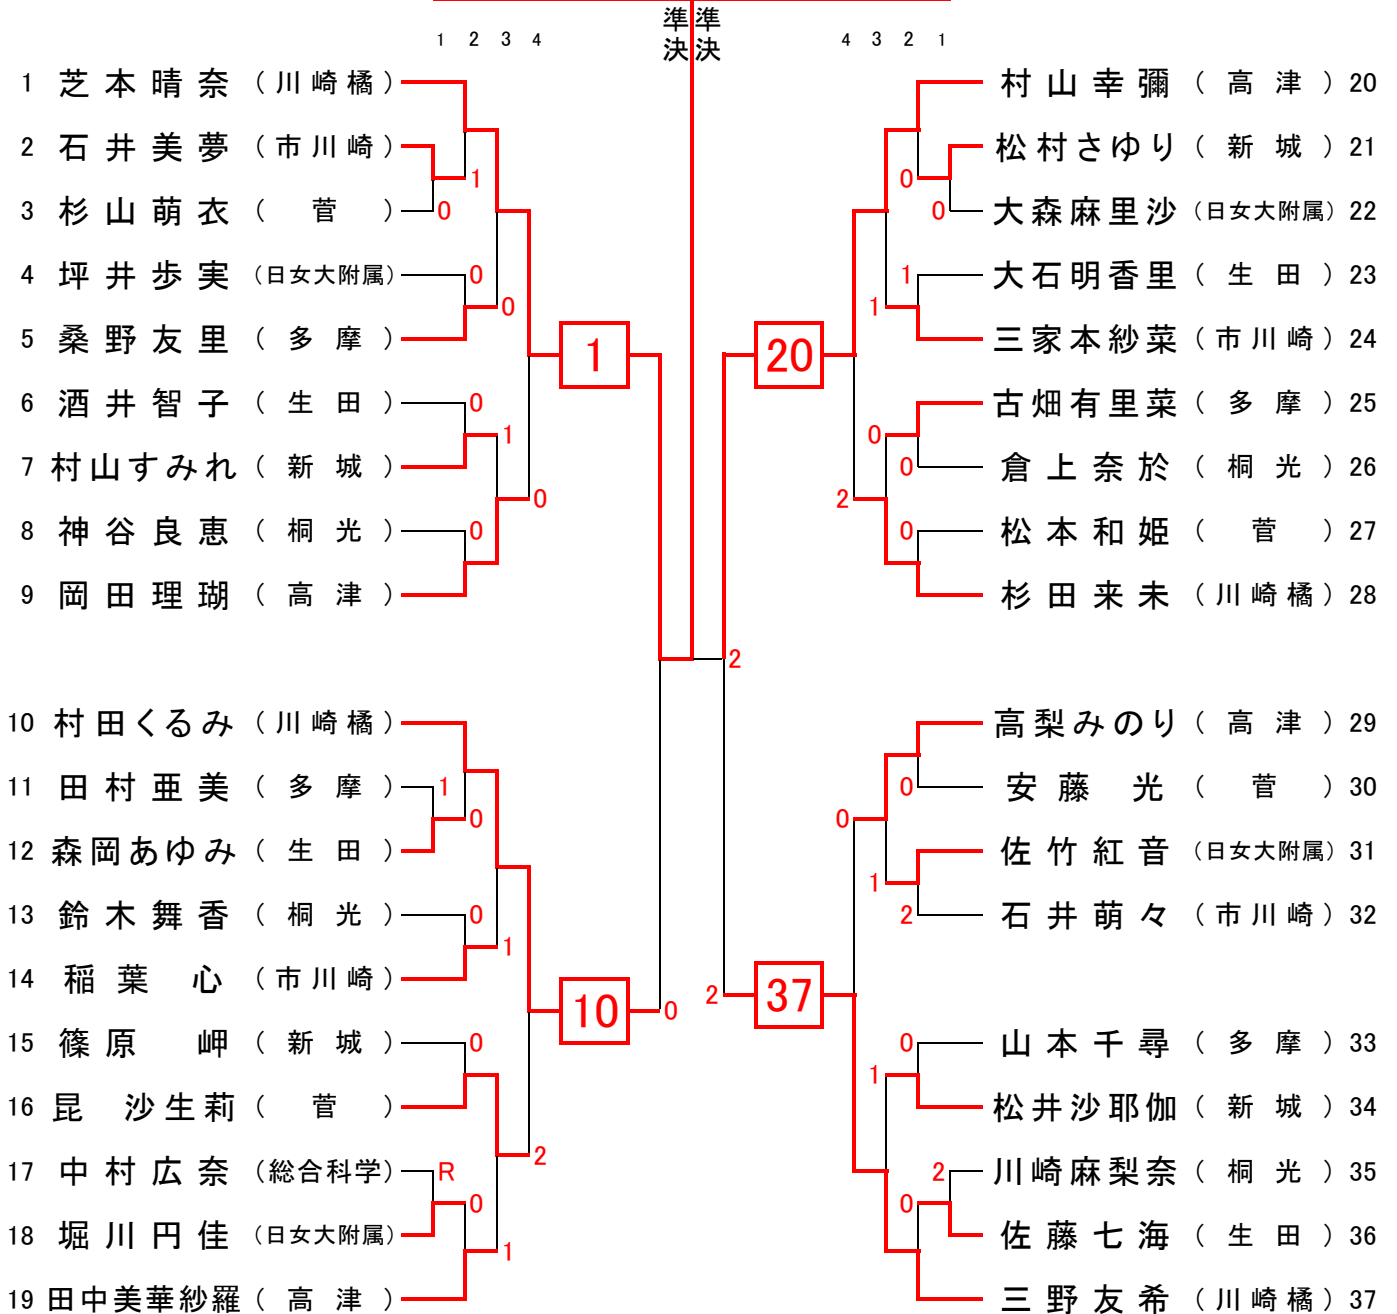 準 準
決 決
1 2 3 4
4 3 2 1
1 芝本晴奈 (川崎橘)
2 石井美夢 (市川崎)
1
3 杉山萌衣 (菅) 0
4 坪井歩実 (日女大附属) 0
0
5 桑野友里 (多摩)
1
6 酒井智子 (生田) 0
1
7 村山すみれ (新城)
0
8 神谷良恵 (桐光) 0
9 岡田理瑚 (高津)
10 村田くるみ (川崎橘)
11 田村亜美 (多摩) 1
0
12 森岡あゆみ (生田)
13 鈴木舞香 (桐光) 0
1
14 稲葉心 (市川崎)
10 0
15 篠原岬 (新城) 0
16 昆沙生莉 (菅)
2
17 中村広奈 (総合科学) R
0
18 堀川円佳 (日女大附属)
1
19 田中美華紗羅 (高津)
村山幸彌 (高津) 20
松村さゆり (新城) 21
0
0 大森麻里沙 (日女大附属) 22
1 大石明香里 (生田) 23
1
三家本紗菜 (市川崎) 24
20
古畑有里菜 (多摩) 25
0
0 倉上奈於 (桐光) 26
2
0 松本和姫 (菅) 27
杉田来未 (川崎橘) 28
2
高梨みのり (高津) 29
0 安藤光 (菅) 30
0
佐竹紅音 (日女大附属) 31
1
2 石井萌々 (市川崎) 32
2 37
0 山本千尋 (多摩) 33
1
松井沙耶伽 (新城) 34
2 川崎麻梨奈 (桐光) 35
0
佐藤七海 (生田) 36
三野友希 (川崎橘) 37